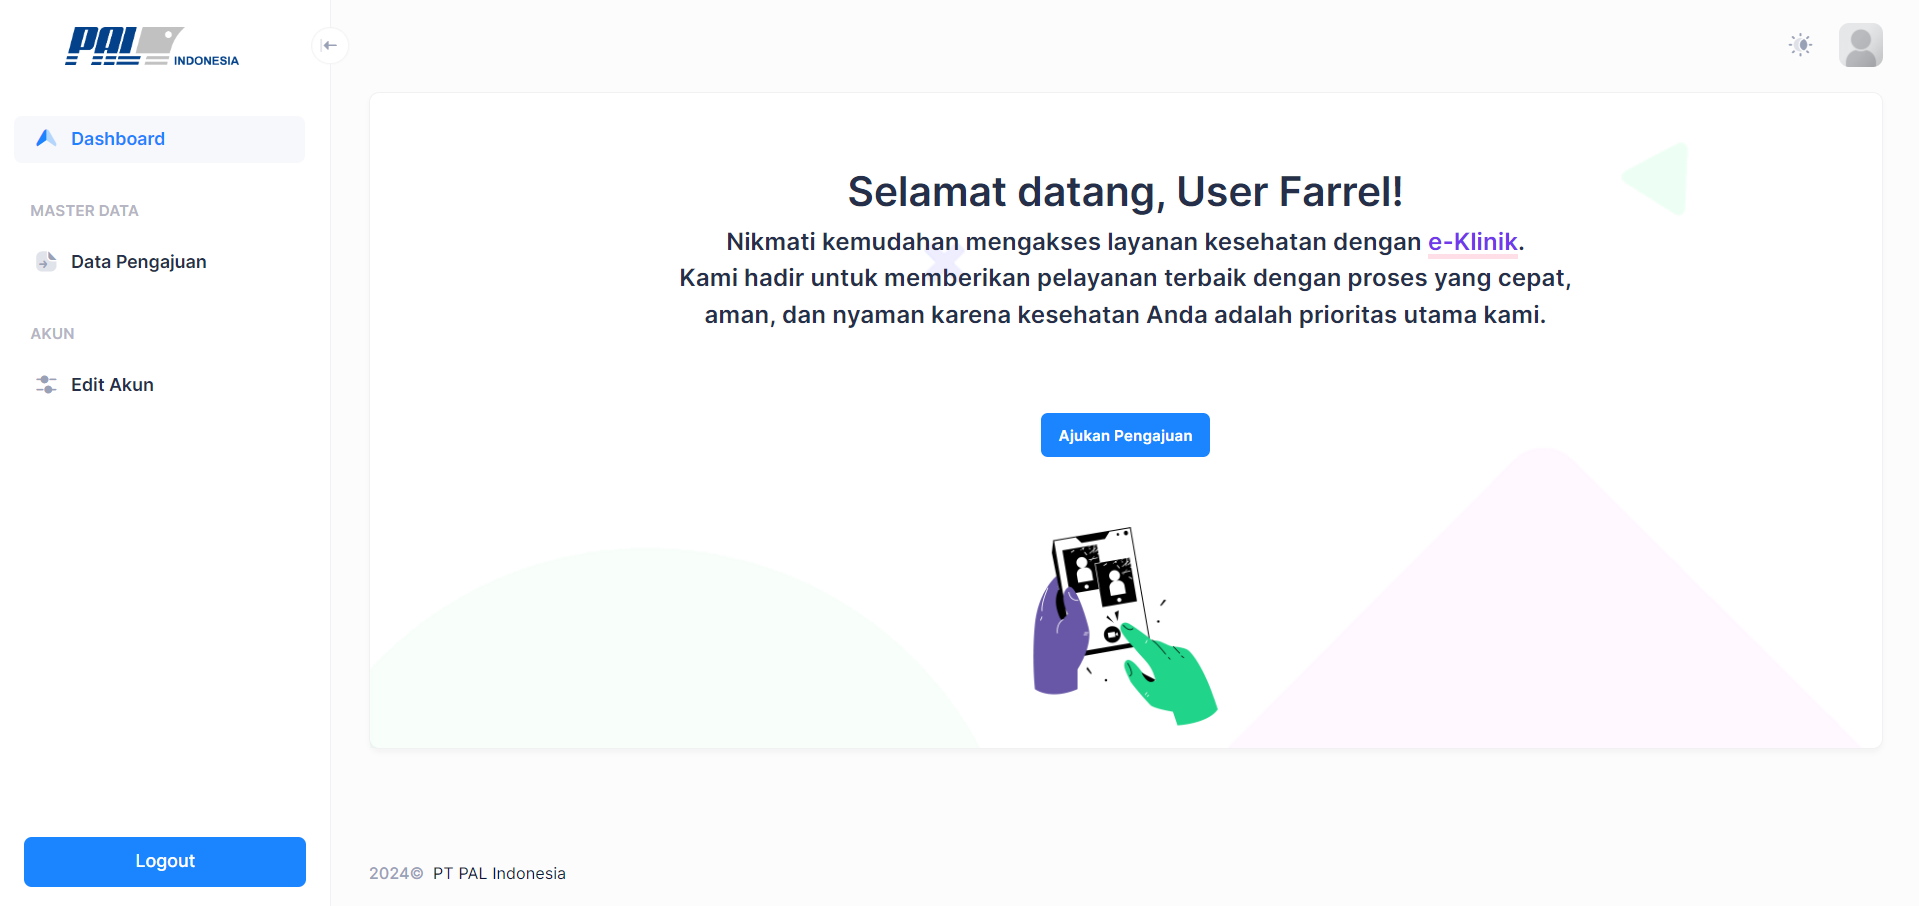 PAL INDONESIA
Dashboard
MASTER DATA
Data Pengajuan
AKUN
Edit Akun
Logout
Selamat datang, User Farrel!
Nikmati kemudahan mengakses layanan kesehatan dengan e-Klinik.
Kami hadir untuk memberikan pelayanan terbaik dengan proses yang cepat,
aman, dan nyaman karena kesehatan Anda adalah prioritas utama kami.
Ajukan Pengajuan
2024© PT PAL Indonesia